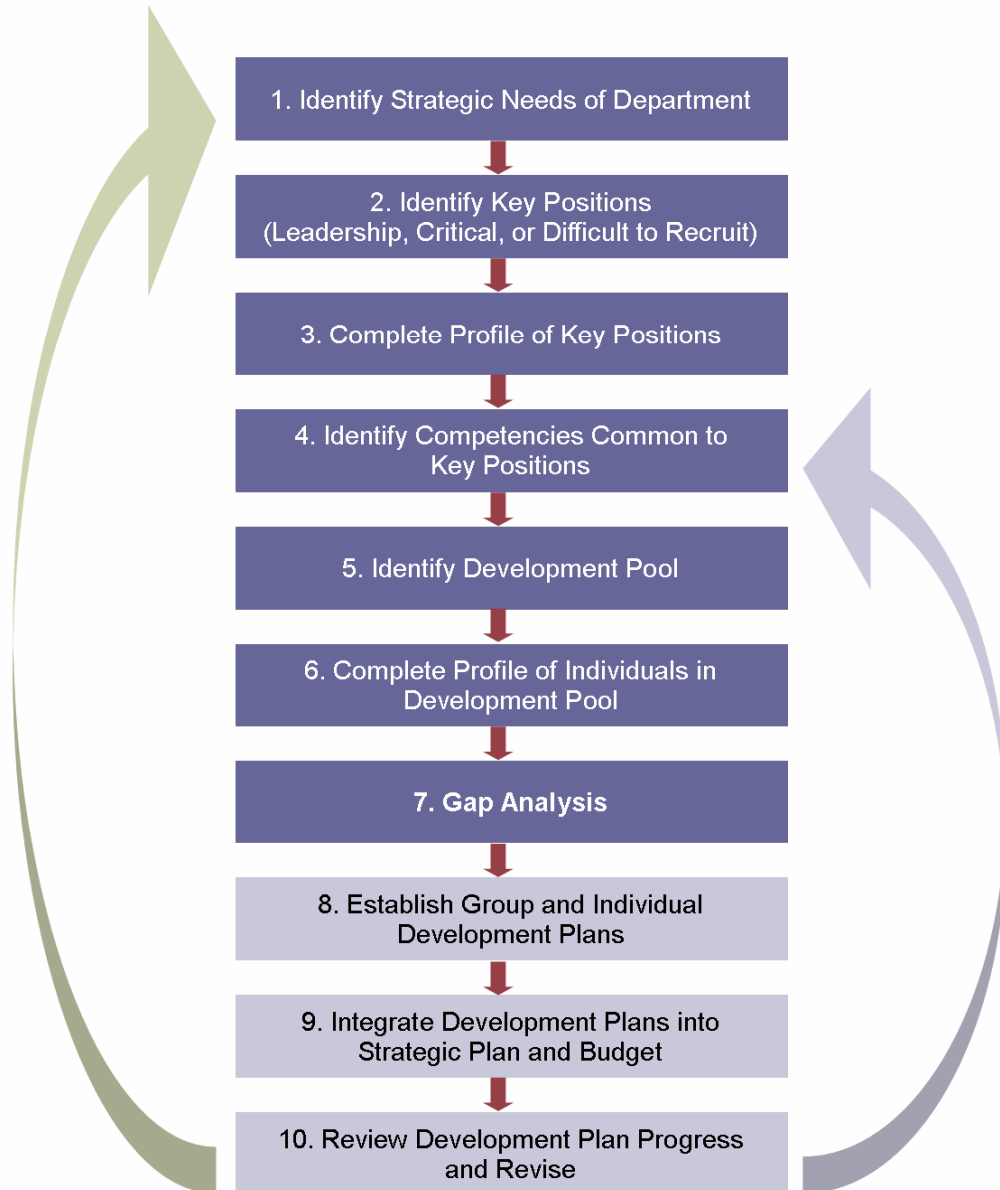 1. Identify Strategic Needs of Department
2. Identify Key Positions
(Leadership, Critical, or Difficult to Recruit)
3. Complete Profile of Key Positions
4. Identify Competencies Common to
Key Positions
5. Identify Development Pool
6. Complete Profile of Individuals in
Development Pool
7. Gap Analysis
8. Establish Group and Individual
Development Plans
9. Integrate Development Plans into
Strategic Plan and Budget
10. Review Development Plan Progress
and Revise